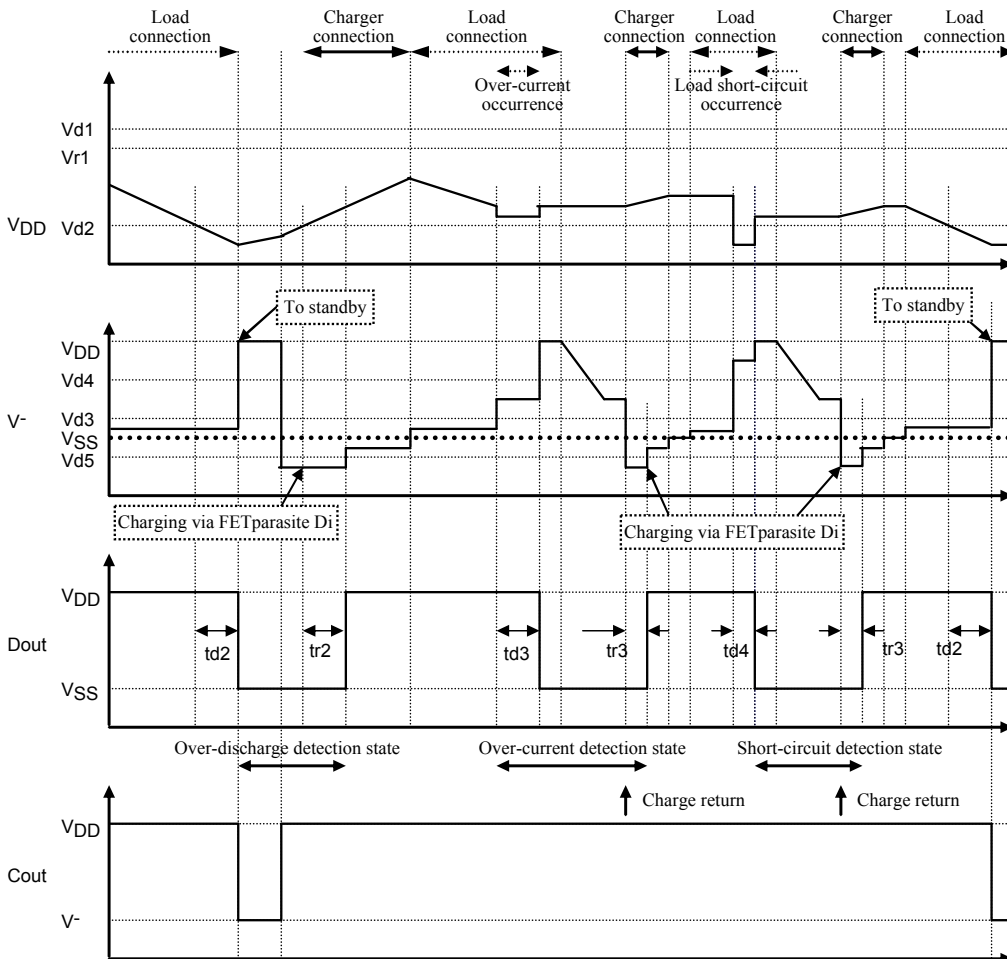 Load
connection
Charger
connection
Load
connection
Charger
connection
Load
connection
Charger
connection
Load
connection
Over-current
occurrence
Load short-circuit
occurrence
Vd1
Vr1
VDD
Vd2
To standby
To standby
VDD
Vd4
V-
Vd3
VSS
Vd5
Charging via FETparasite Di
Charging via FETparasite Di
VDD
Dout
td2
tr2
td3
tr3
td4
tr3
td2
VSS
Over-discharge detection state
Over-current detection state
Short-circuit detection state
Charge return
Charge return
VDD
Cout
V-